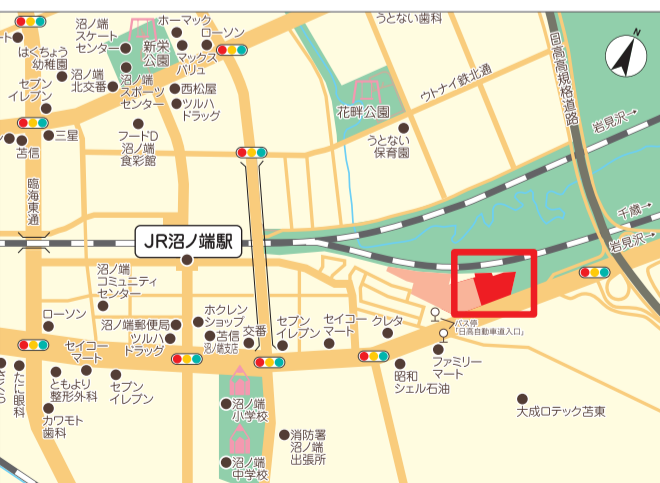 沼ノ端
スケート
センター
ホーマック
ローソン
うとない歯科
ート
新栄
公園
はくちょう
幼稚園
マックス
バリュ
日高高規格道路
N
沼ノ端
北交番
沼ノ端
スポーツ
センター
西松屋
ツルハ
ドラッグ
ウトナイ鉄北通
セブン
イレブン
花畔公園
三星
苫信
フードD
沼ノ端
食彩館
うとない
保育園
岩見沢→
臨海東通
千歳→
JR沼ノ端駅
岩見沢→
沼ノ端
コミュニティ
センター
ローソン
沼ノ端郵便局
ツルハ
ドラッグ
ホクレン
ショップ
苫信
沼ノ端支店
交番
セブン
イレブン
セイコー
マート
クレタ
バス停
「日高自動車道入口」
ファミリー
マート
セイコー
マート
さくら
たに眼科
ともより
整形外科
セブン
イレブン
昭和
シェル石油
カワモト
歯科
沼ノ端
小学校
大成ロテック苫東
消防署
沼ノ端
出張所
沼ノ端
中学校